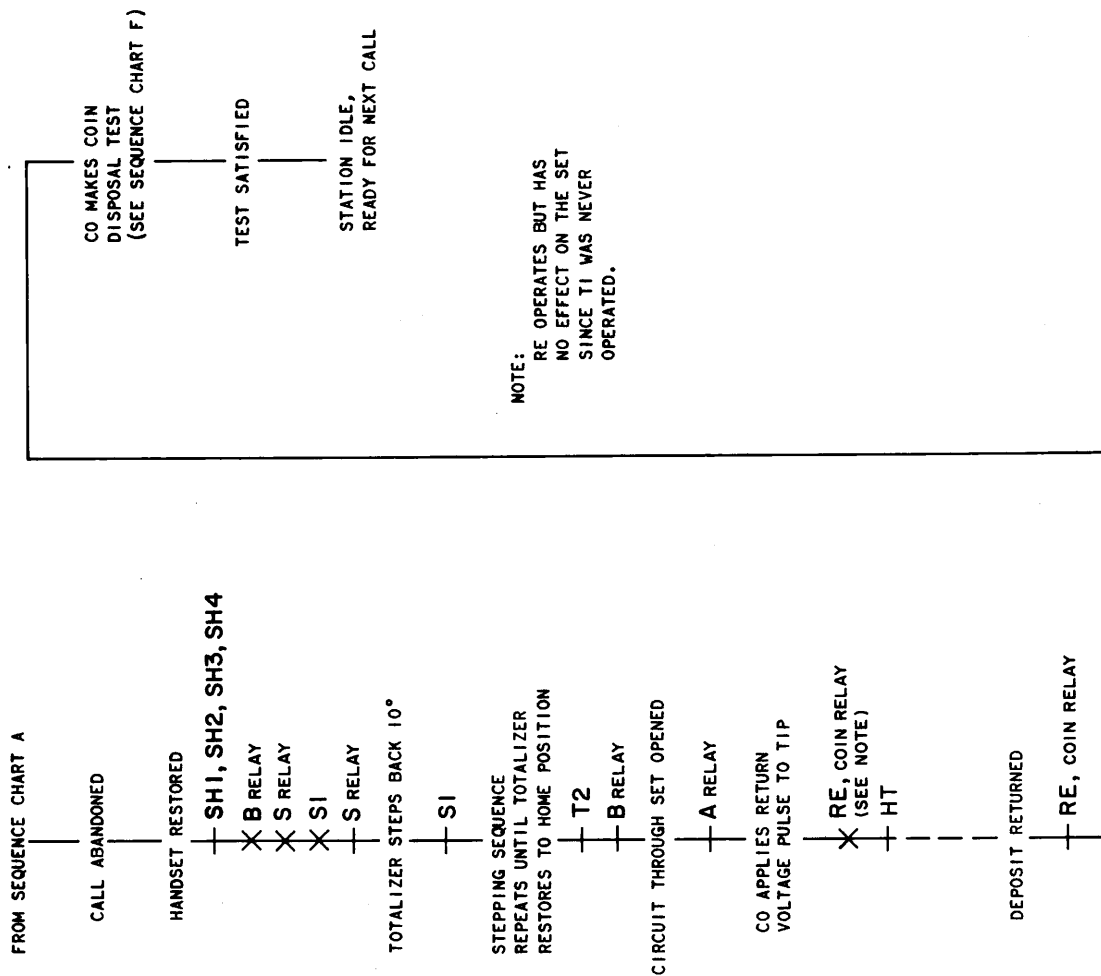 FROM SEQUENCE CHART A
CALL ABANDONED
HANDSET RESTORED
SH1, SH2, SH3, SH4
B RELAY
S RELAY
S1
S RELAY
TOTALIZER STEPS BACK 10°
S1
STEPPING SEQUENCE
REPEATS UNTIL TOTALIZER
RESTORES TO HOME POSITION
T2
B RELAY
CIRCUIT THROUGH SET OPENED
A RELAY
CO APPLIES RETURN
VOLTAGE PULSE TO TIP
RE, COIN RELAY
(SEE NOTE)
HT
DEPOSIT RETURNED
RE, COIN RELAY
CO MAKES COIN
DISPOSAL TEST
(SEE SEQUENCE CHART F)
TEST SATISFIED
STATION IDLE,
READY FOR NEXT CALL
NOTE:
RE OPERATES BUT HAS
NO EFFECT ON THE SET
SINCE T1 WAS NEVER
OPERATED.